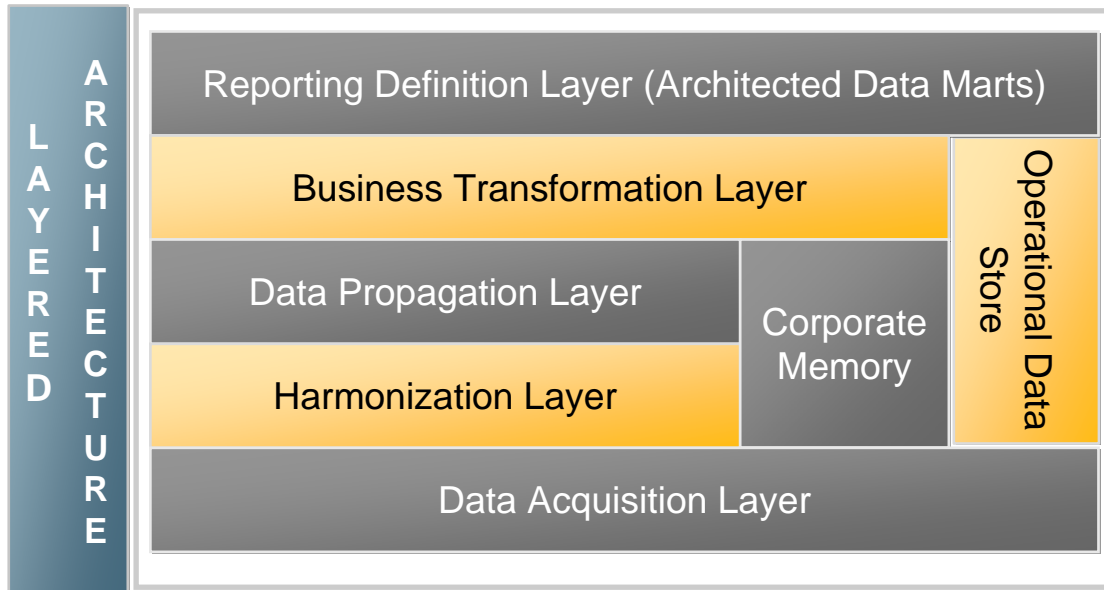 LAYERED
ARCHITECTURE
Reporting Definition Layer (Architected Data Marts)
Business Transformation Layer
Operational Data
Store
Data Propagation Layer
Corporate
Memory
Harmonization Layer
Data Acquisition Layer